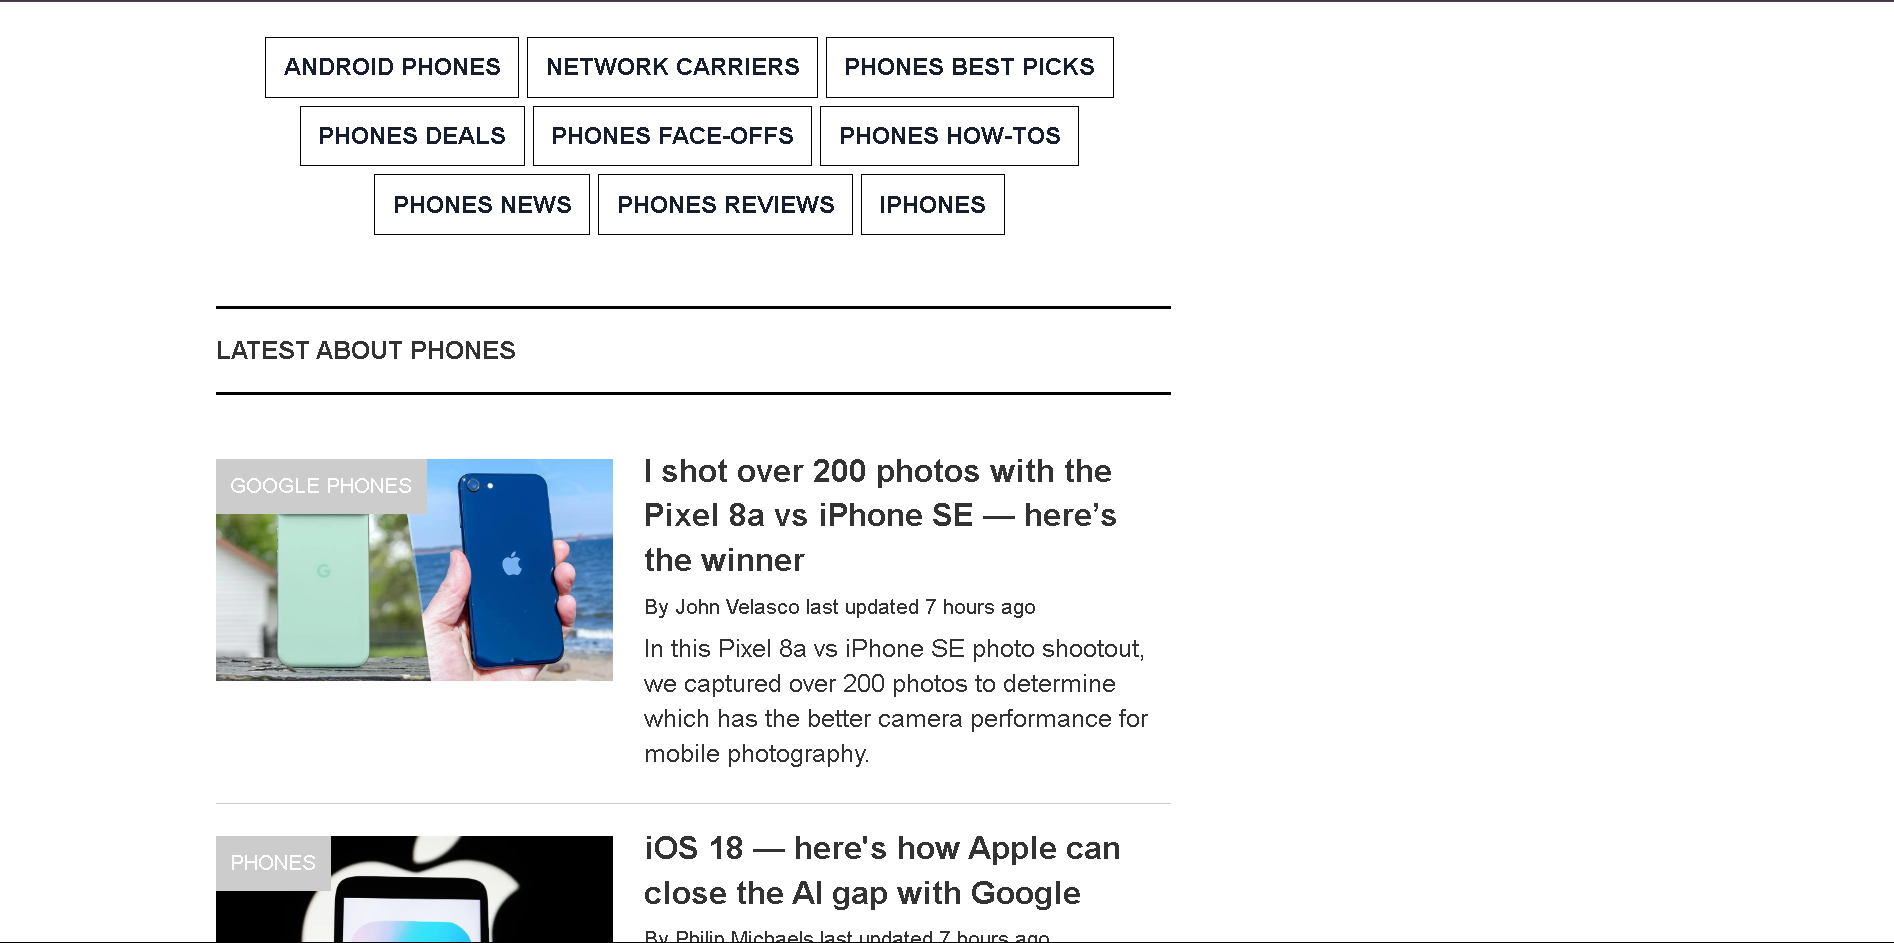 ANDROID PHONES NETWORK CARRIERS PHONES BEST PICKS
PHONES DEALS PHONES FACE-OFFS PHONES HOW-TOS
PHONES NEWS PHONES REVIEWS IPHONES
LATEST ABOUT PHONES
GOOGLE PHONES
I shot over 200 photos with the
Pixel 8a vs iPhone SE — here’s
the winner
By John Velasco last updated 7 hours ago
In this Pixel 8a vs iPhone SE photo shootout,
we captured over 200 photos to determine
which has the better camera performance for
mobile photography.
PHONES
iOS 18 — here's how Apple can
close the AI gap with Google
By Philip Michaels last updated 7 hours ago